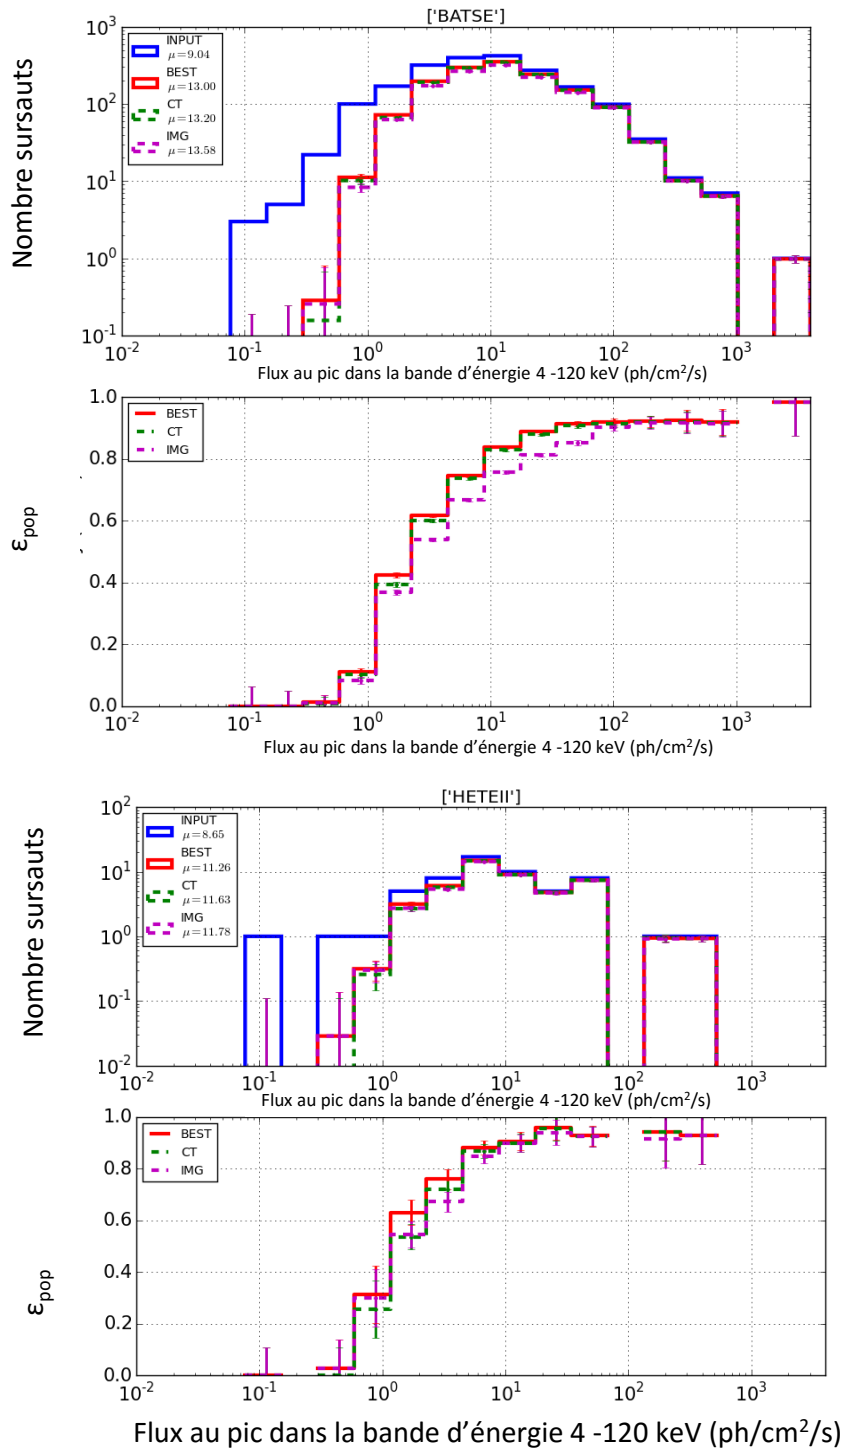 ['BATSE']
Nombre sursauts
10³
10²
10¹
10⁰
10⁻¹
INPUT
μ=9.04
BEST
μ=13.00
CT
μ=13.20
IMG
μ=13.58
10⁻² 10⁻¹ 10⁰ 10¹ 10² 10³
Flux au pic dans la bande d'énergie 4 -120 keV (ph/cm²/s)
εpop
1.0
0.8
0.6
0.4
0.2
0.0
BEST
CT
IMG
10⁻² 10⁻¹ 10⁰ 10¹ 10² 10³
Flux au pic dans la bande d'énergie 4 -120 keV (ph/cm²/s)
['HETEII']
Nombre sursauts
10²
10¹
10⁰
10⁻¹
10⁻²
INPUT
μ=8.65
BEST
μ=11.26
CT
μ=11.63
IMG
μ=11.78
10⁻² 10⁻¹ 10⁰ 10¹ 10² 10³
Flux au pic dans la bande d'énergie 4 -120 keV (ph/cm²/s)
εpop
1.0
0.8
0.6
0.4
0.2
0.0
BEST
CT
IMG
10⁻² 10⁻¹ 10⁰ 10¹ 10² 10³
Flux au pic dans la bande d'énergie 4 -120 keV (ph/cm²/s)